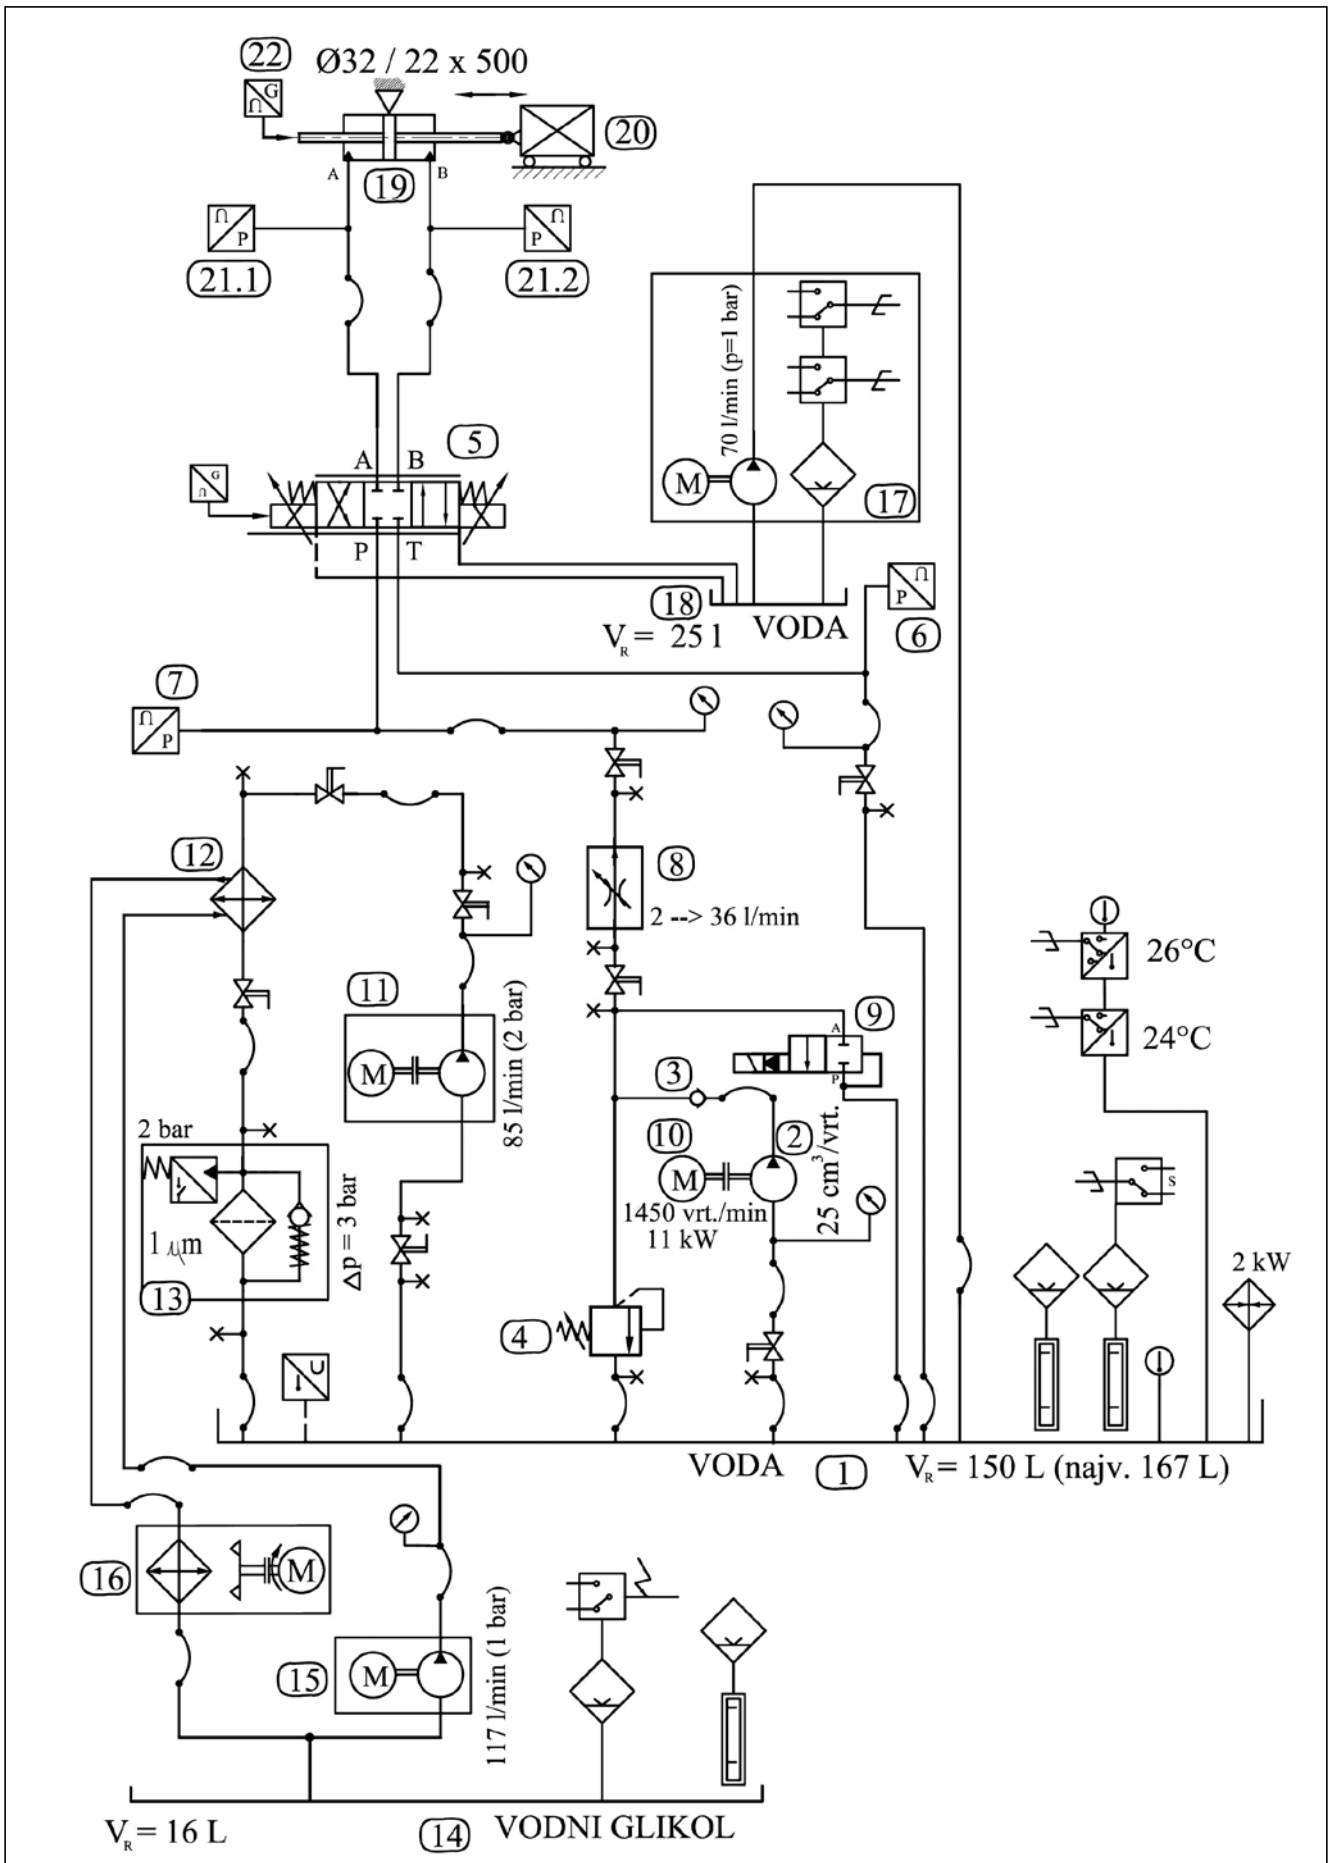 22
Ø32 / 22 x 500
G
20
A
19
B
P
21.1
P
21.2
70 l/min (p=1 bar)
5
A B
G
M
17
P T
18
VODA
V_R = 25 l
P
6
7
P
12
8
2 --> 36 l/min
26°C
24°C
11
M
85 l/min (2 bar)
9
A
P
3
10
2
M
25 cm³/vrt.
1450 vrt./min
11 kW
2 bar
1 µm
Δp = 3 bar
13
4
S
2 kW
VODA
1
V_R = 150 L (najv. 167 L)
16
M
15
M
117 l/min (1 bar)
V_R = 16 L
14
VODNI GLIKOL